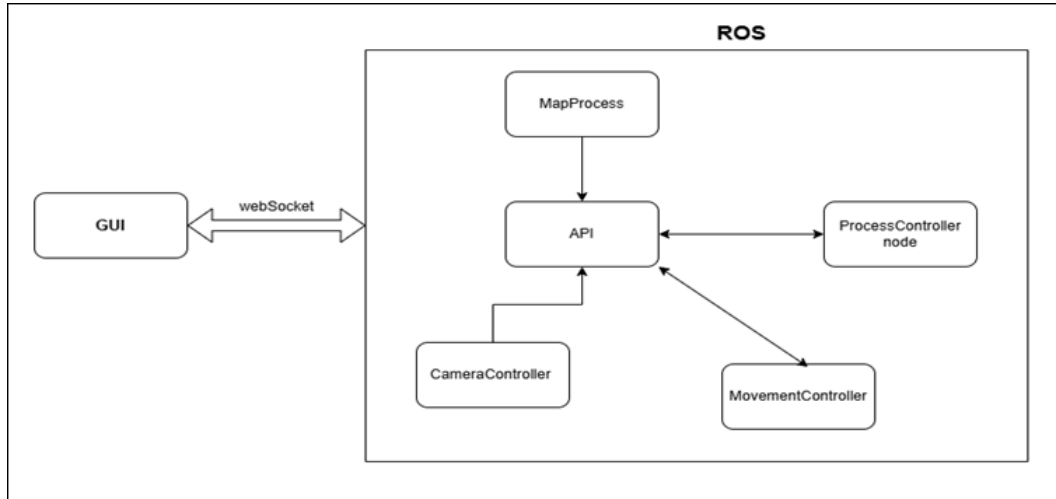 ROS
MapProcess
webSocket
GUI
API
ProcessController
node
CameraController
MovementController